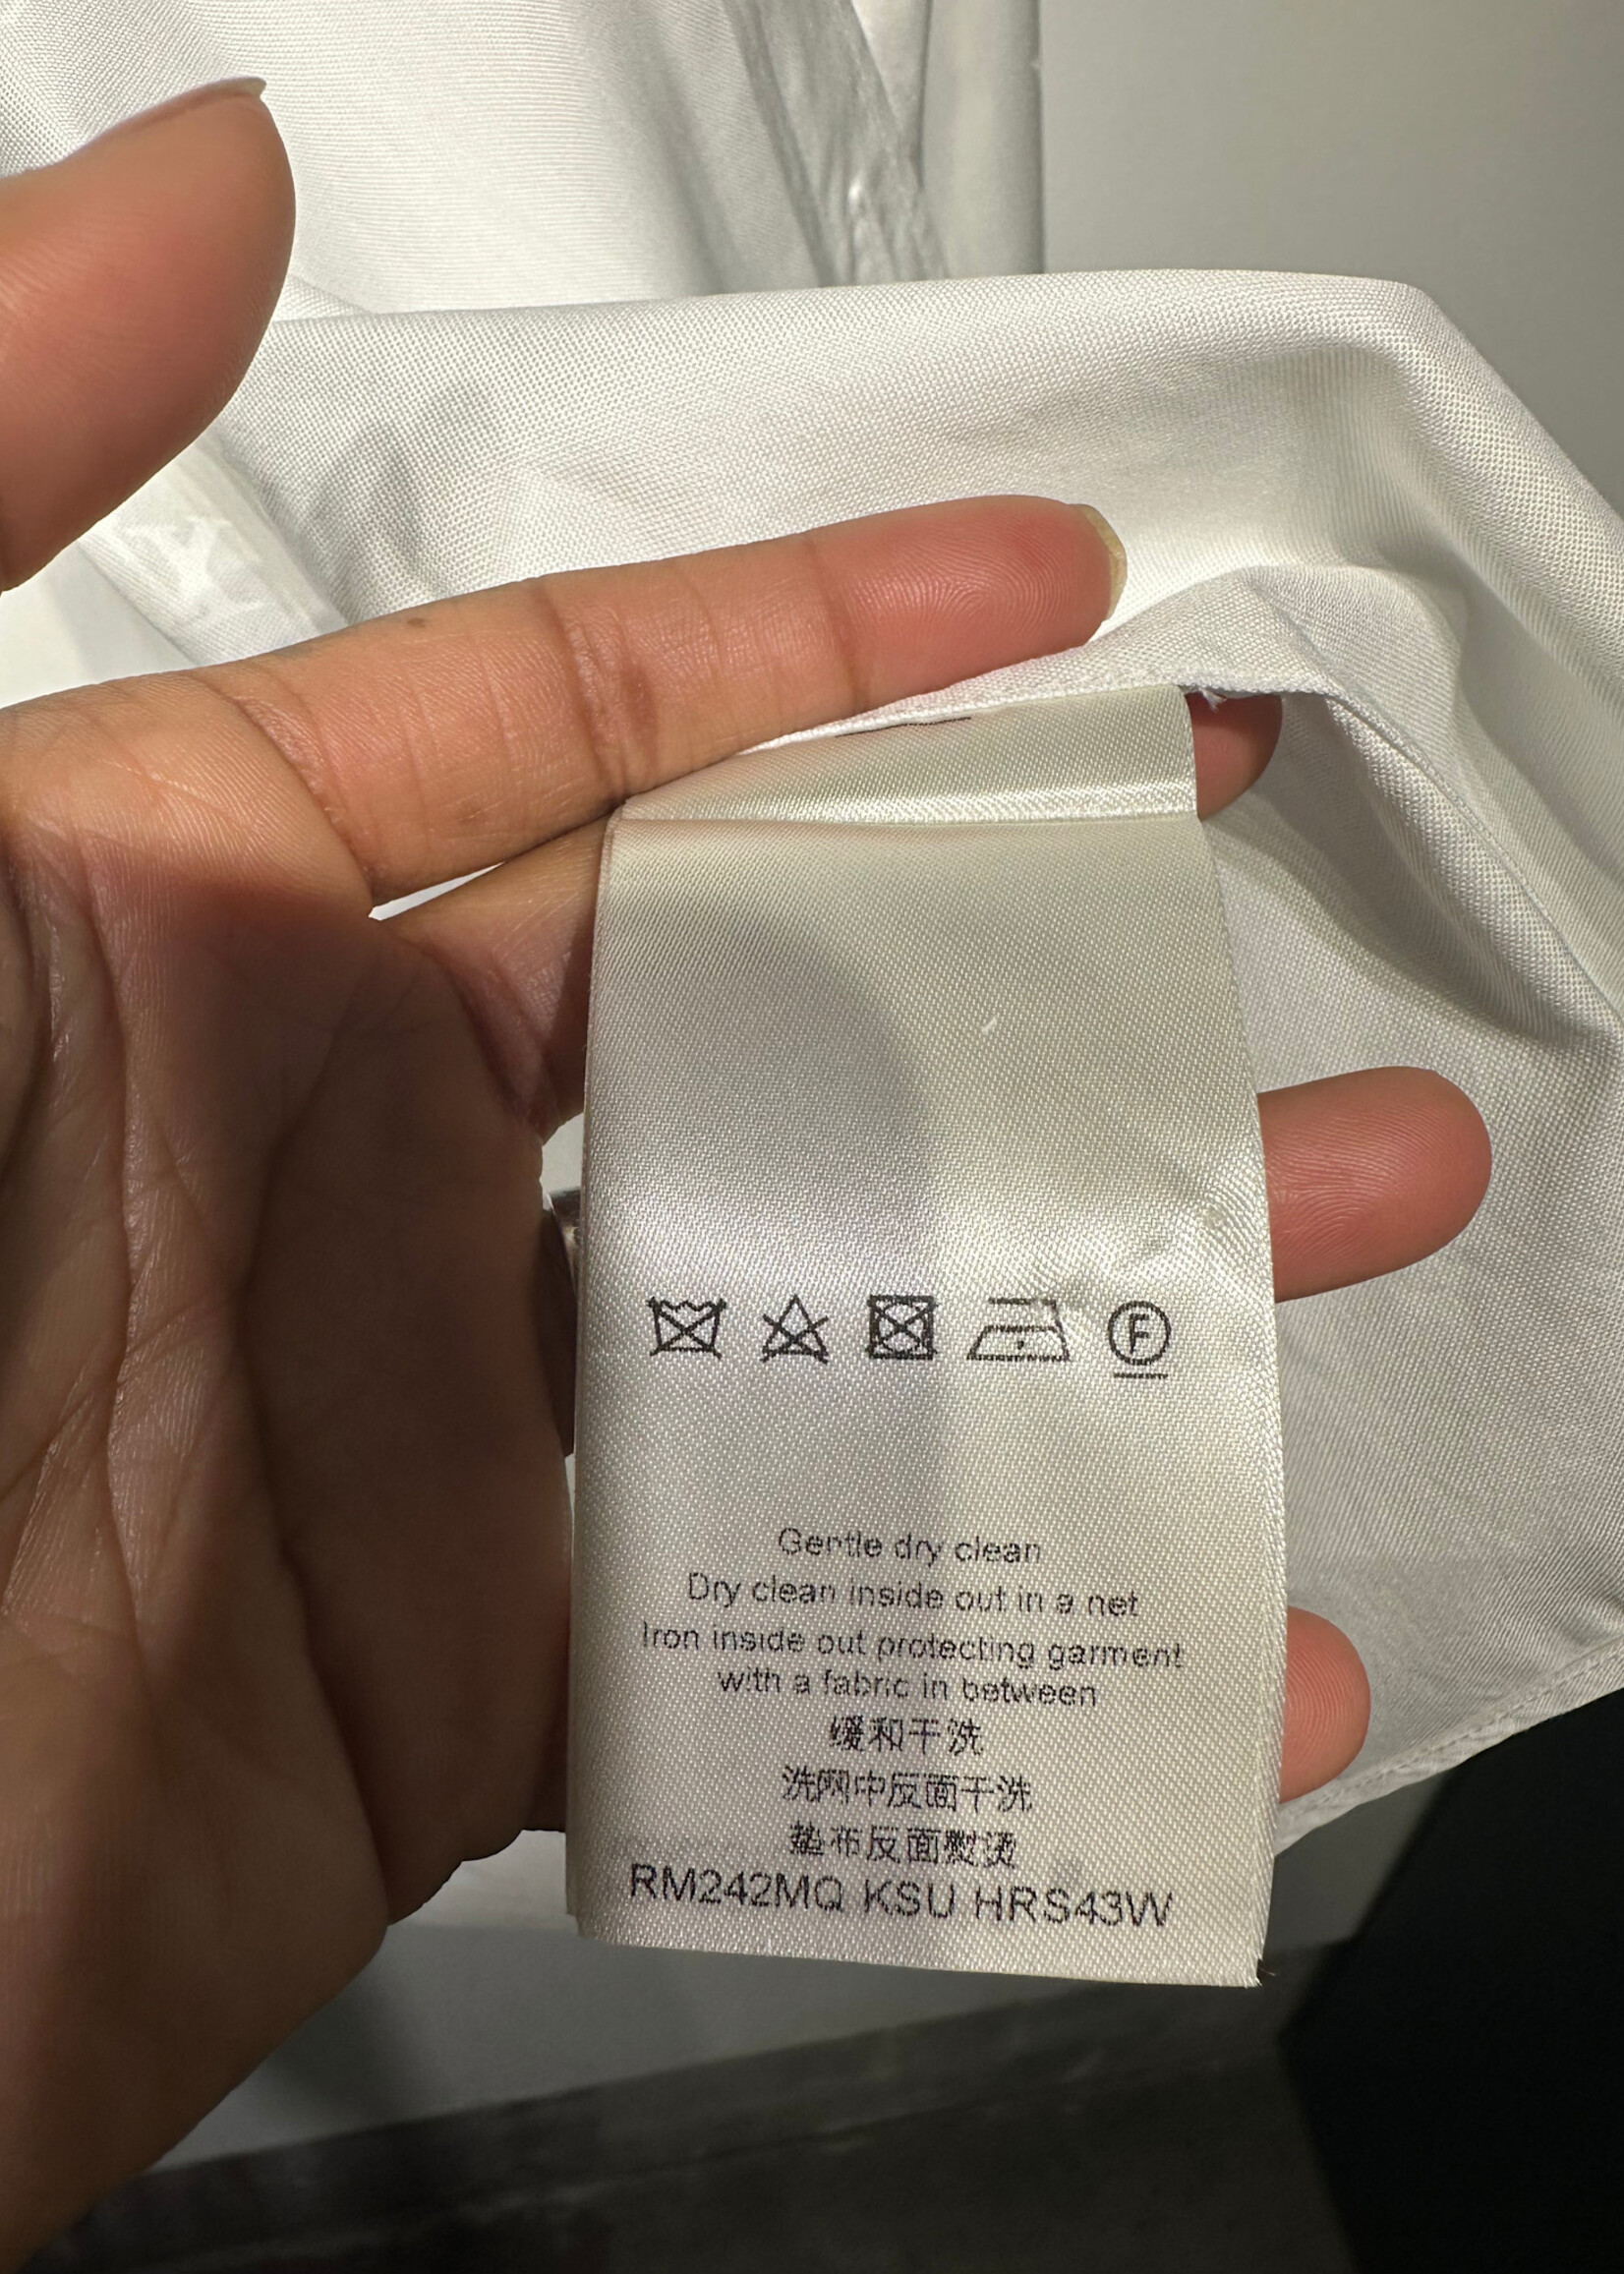 F
Gentle dry clean
Dry clean inside out in a net
Iron inside out protecting garment
with a fabric in between
缓和干洗
洗网中反面干洗
垫布反面熨烫
RM242MQ KSU HRS43W